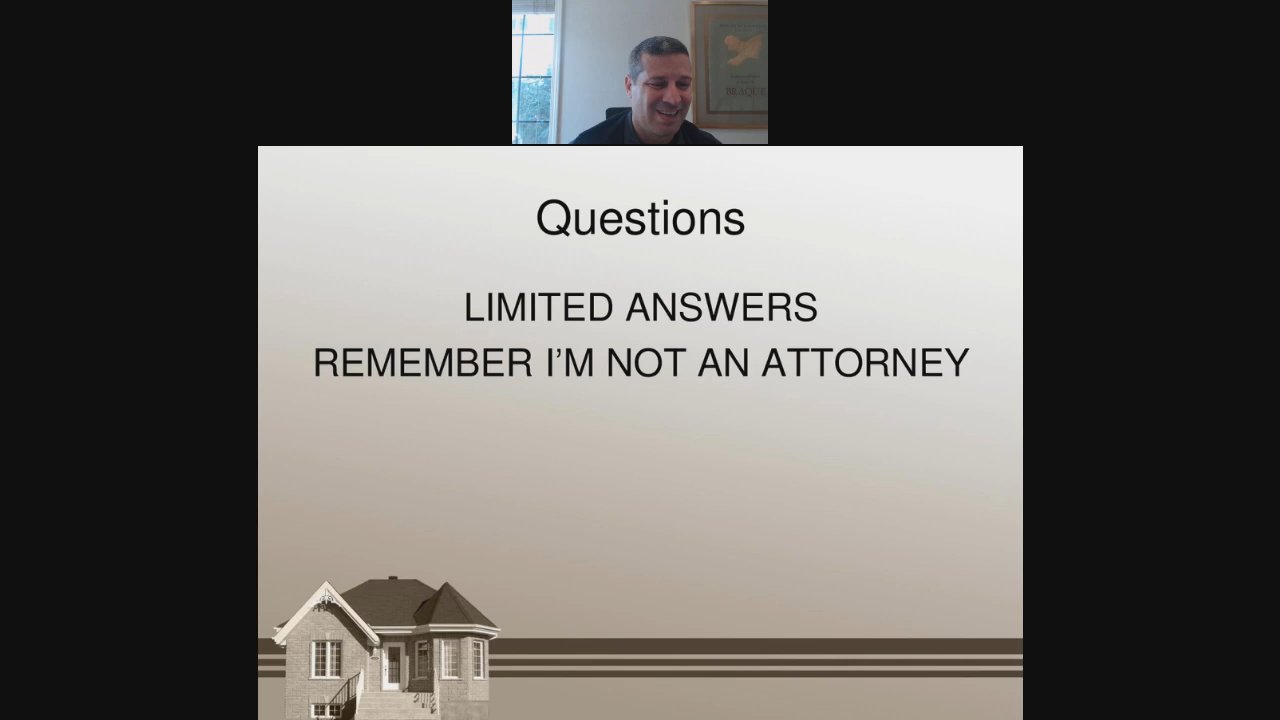 BRAQUE
Questions
LIMITED ANSWERS
REMEMBER I’M NOT AN ATTORNEY